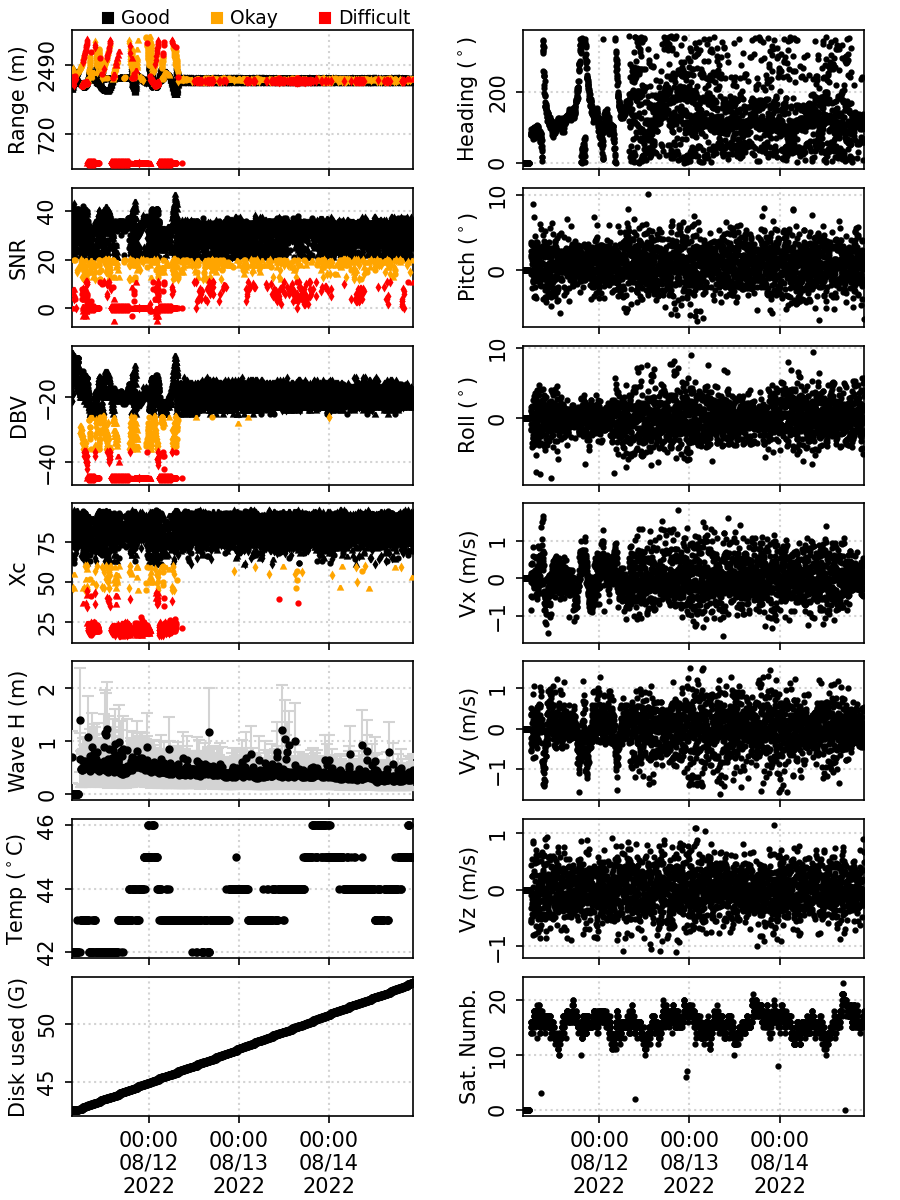 Good Okay Difficult
Range (m)
2490
720
Heading (°)
200
0
SNR
40
20
0
Pitch (°)
10
0
DBV
−20
−40
Roll (°)
10
0
Xc
75
50
25
Vx (m/s)
1
0
−1
Wave H (m)
2
1
0
Vy (m/s)
1
0
−1
Temp (°C)
46
44
42
Vz (m/s)
1
0
−1
Disk used (G)
50
45
Sat. Numb.
20
10
0
00:00 00:00 00:00
08/12 08/13 08/14
2022 2022 2022
00:00 00:00 00:00
08/12 08/13 08/14
2022 2022 2022